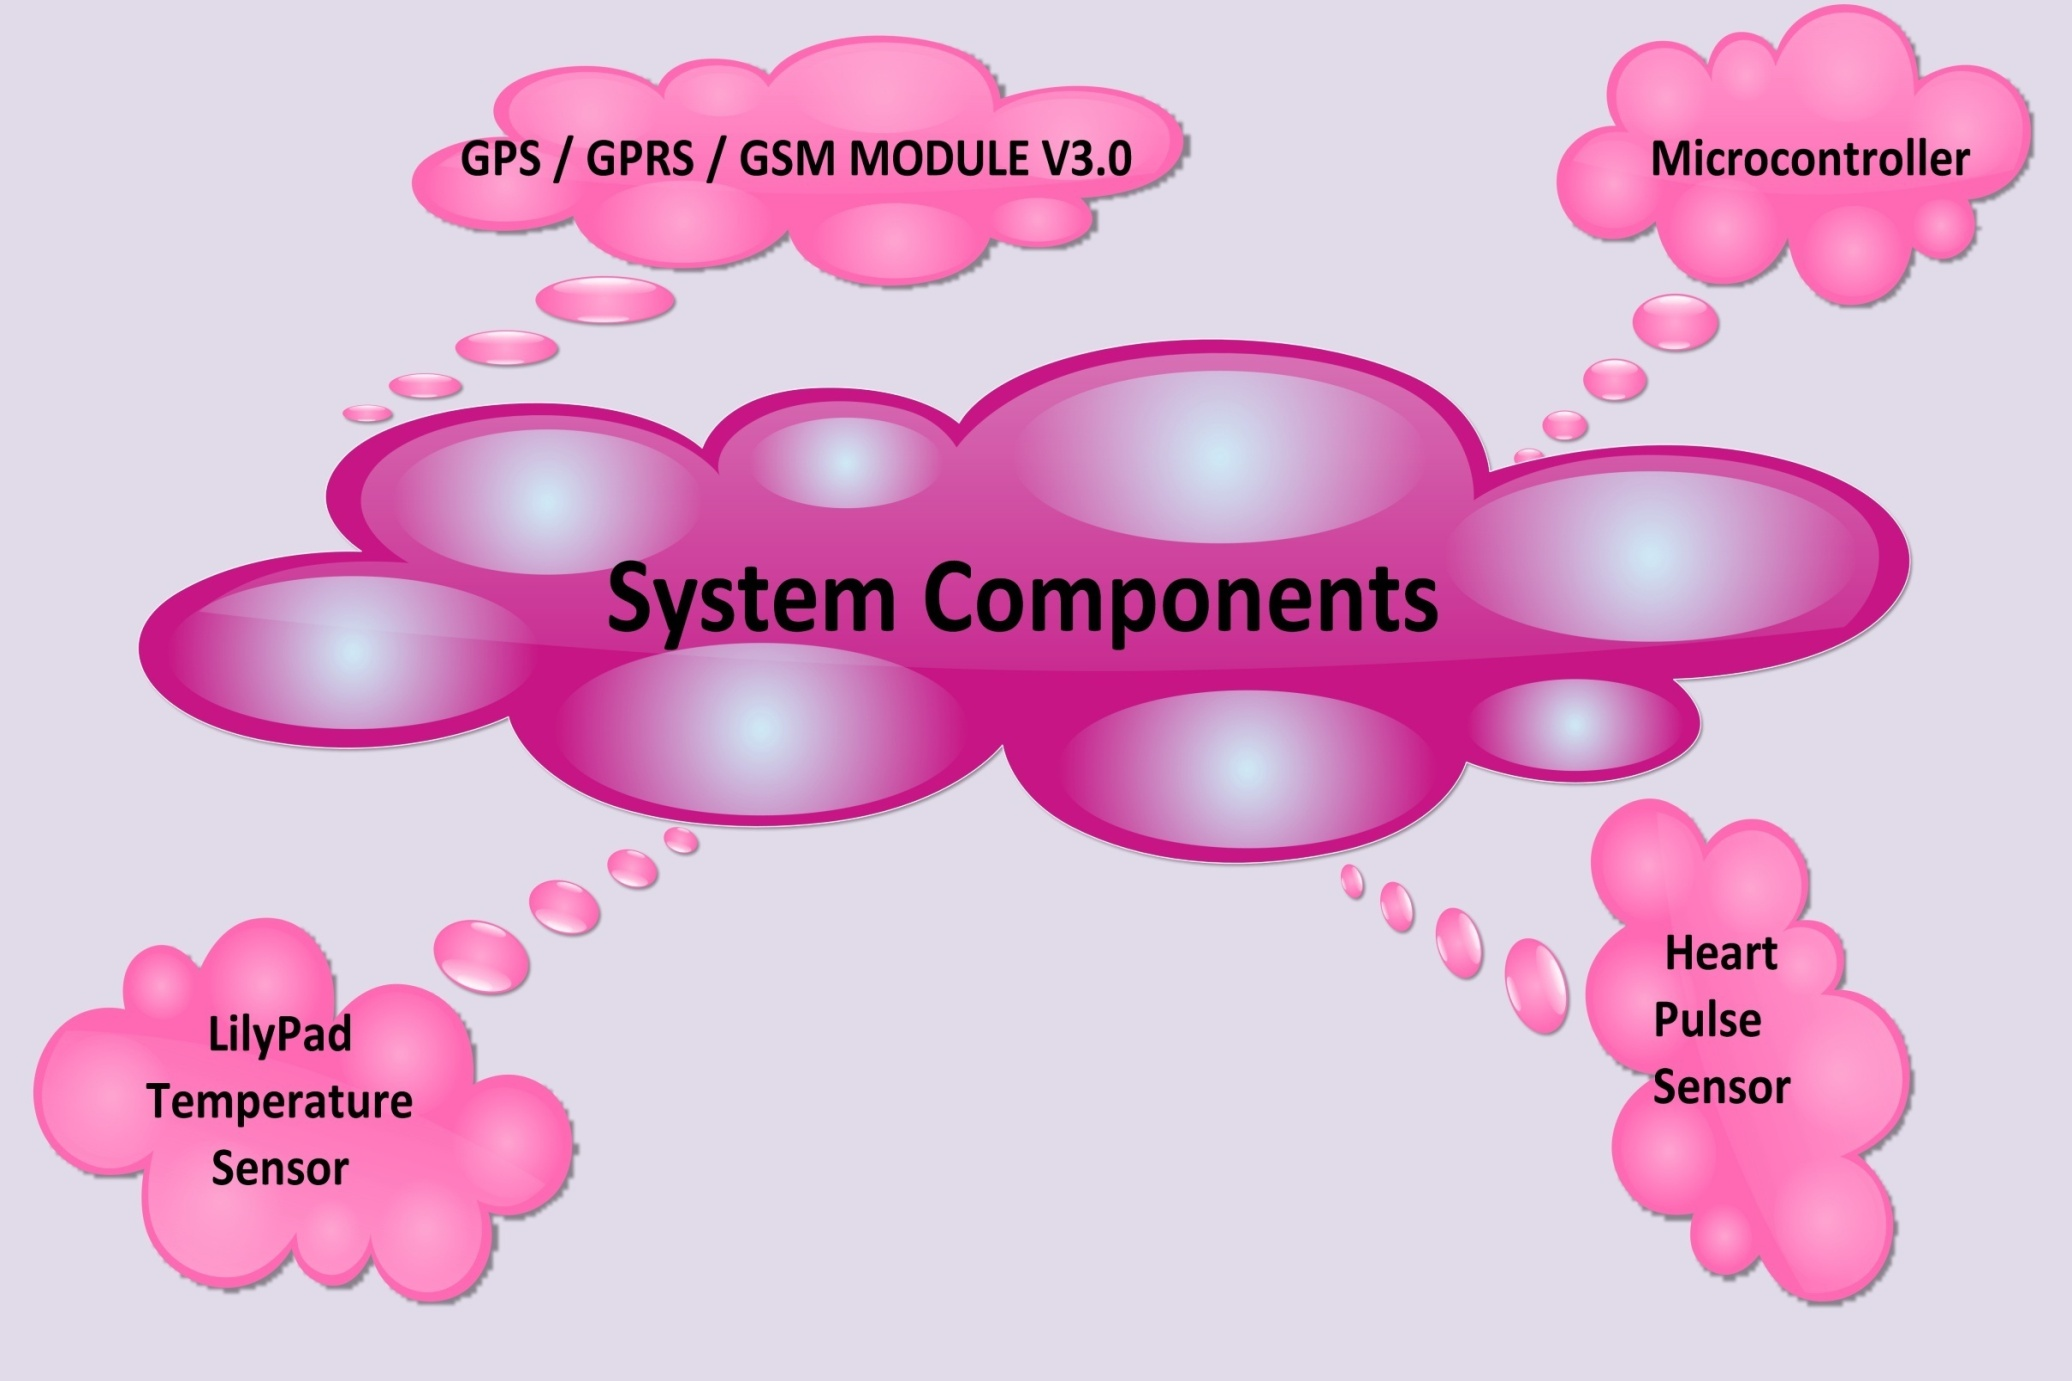 GPS / GPRS / GSM MODULE V3.0
Microcontroller
System Components
LilyPad
Temperature
Sensor
Heart
Pulse
Sensor